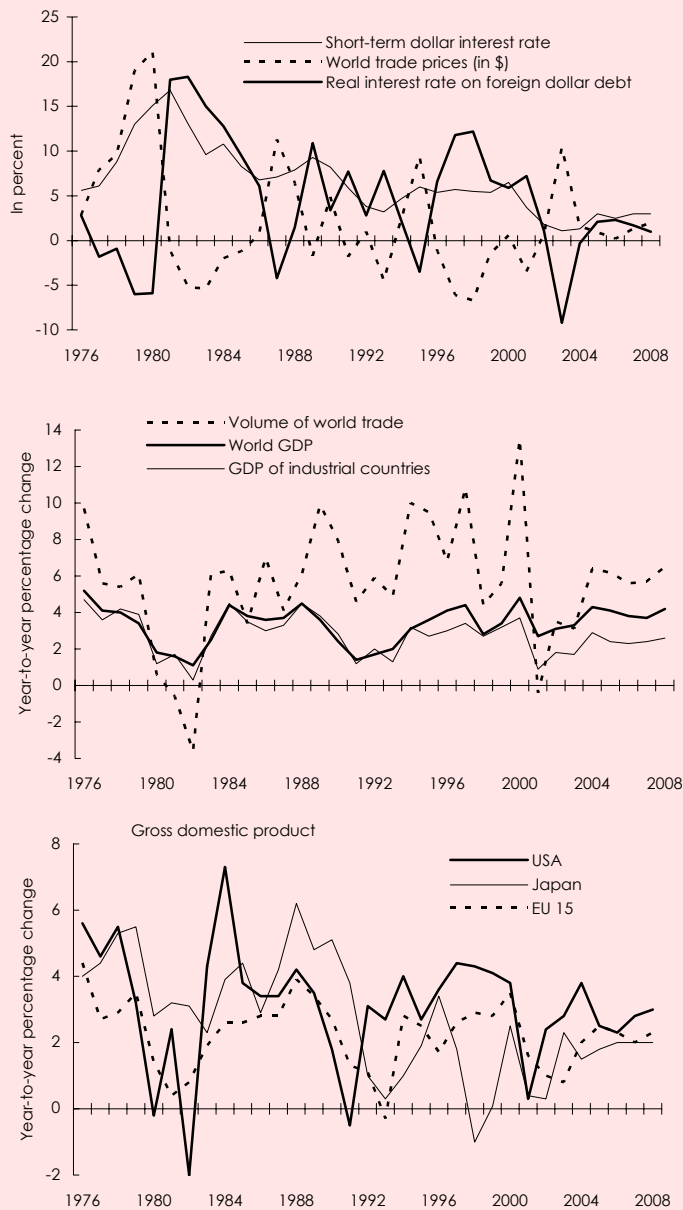 25
20
15
10
5
0
-5
-10
In percent
Short-term dollar interest rate
World trade prices (in $)
Real interest rate on foreign dollar debt
1976 1980 1984 1988 1992 1996 2000 2004 2008
Volume of world trade
World GDP
GDP of industrial countries
14
12
10
8
6
4
2
0
-2
-4
Year-to-year percentage change
1976 1980 1984 1988 1992 1996 2000 2004 2008
Gross domestic product
USA
Japan
EU 15
8
6
4
2
0
-2
Year-to-year percentage change
1976 1980 1984 1988 1992 1996 2000 2004 2008